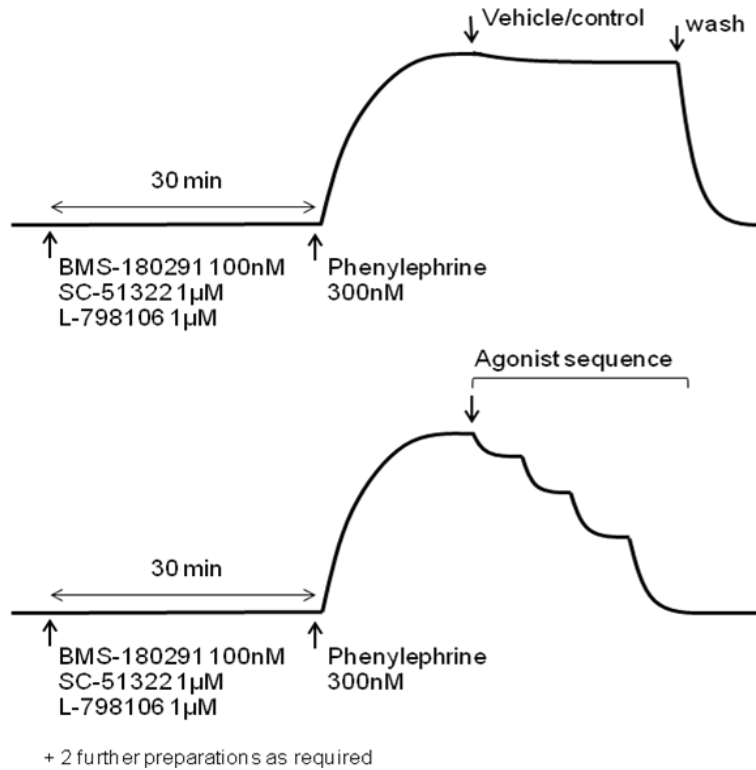 Vehicle/control
wash
30 min
BMS-180291 100nM
SC-51322 1µM
L-798106 1µM
Phenylephrine
300nM
Agonist sequence
30 min
BMS-180291 100nM
SC-51322 1µM
L-798106 1µM
Phenylephrine
300nM
+ 2 further preparations as required